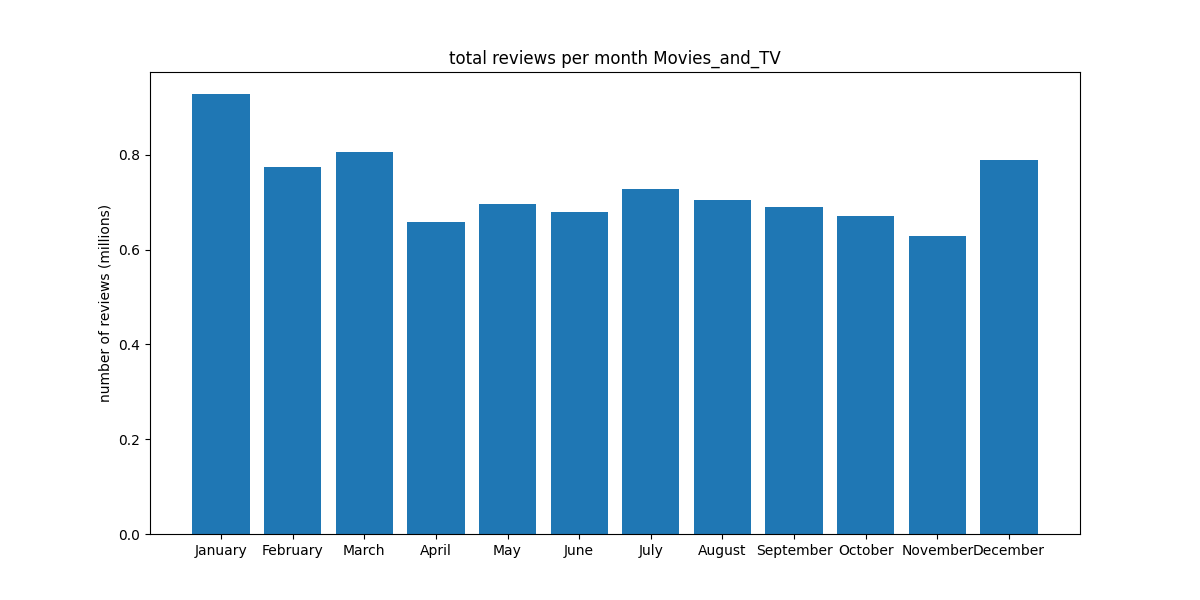 total reviews per month Movies_and_TV
number of reviews (millions)
0.8
0.6
0.4
0.2
0.0
January February March April May June July August September October November December